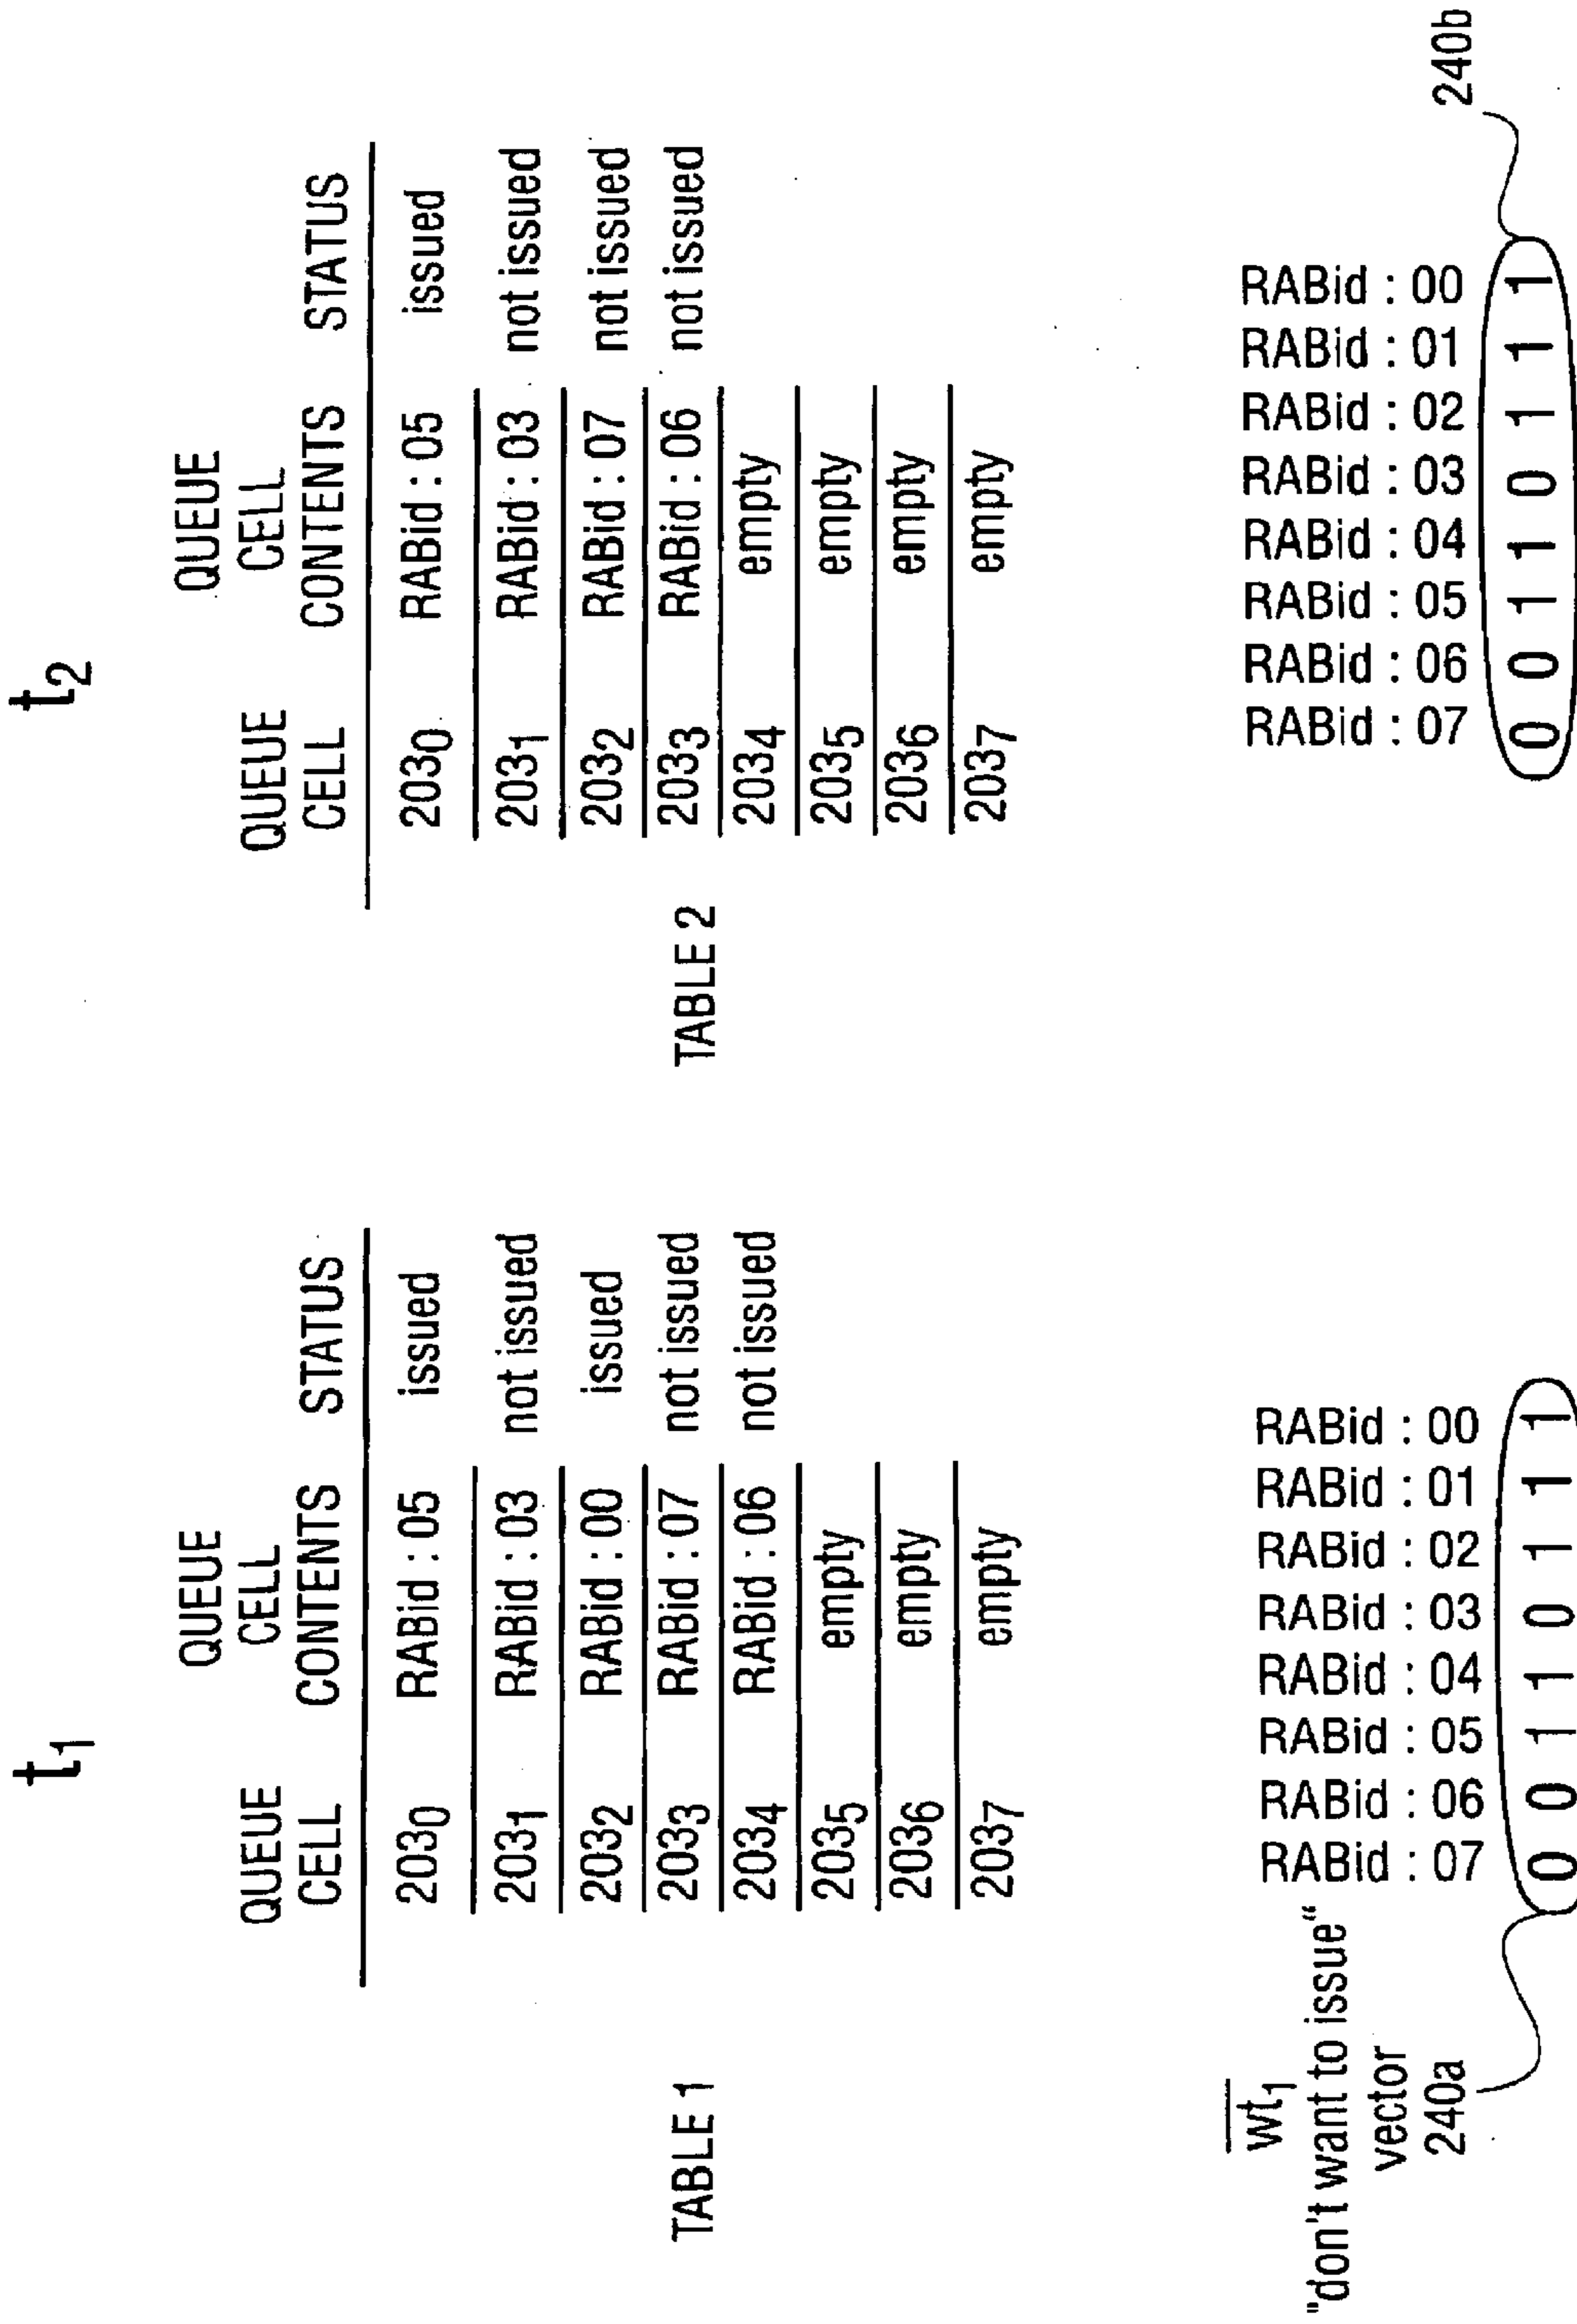 t1
QUEUE CELL QUEUE CELL CONTENTS STATUS
2030 RABid : 05 issued
2031 RABid : 03 not issued
2032 RABid : 00 issued
2033 RABid : 07 not issued
2034 RABid : 06 not issued
2035 empty
2036 empty
2037 empty
TABLE 1
wt1
"don't want to issue"
vector
240a
RABid : 07
RABid : 06
RABid : 05
RABid : 04
RABid : 03
RABid : 02
RABid : 01
RABid : 00
0 0 1 1 0 1 1 1
t2
QUEUE CELL QUEUE CELL CONTENTS STATUS
2030 RABid : 05 issued
2031 RABid : 03 not issued
2032 RABid : 07 not issued
2033 RABid : 06 not issued
2034 empty
2035 empty
2036 empty
2037 empty
TABLE 2
RABid : 07
RABid : 06
RABid : 05
RABid : 04
RABid : 03
RABid : 02
RABid : 01
RABid : 00
0 0 1 1 0 1 1 1
240b